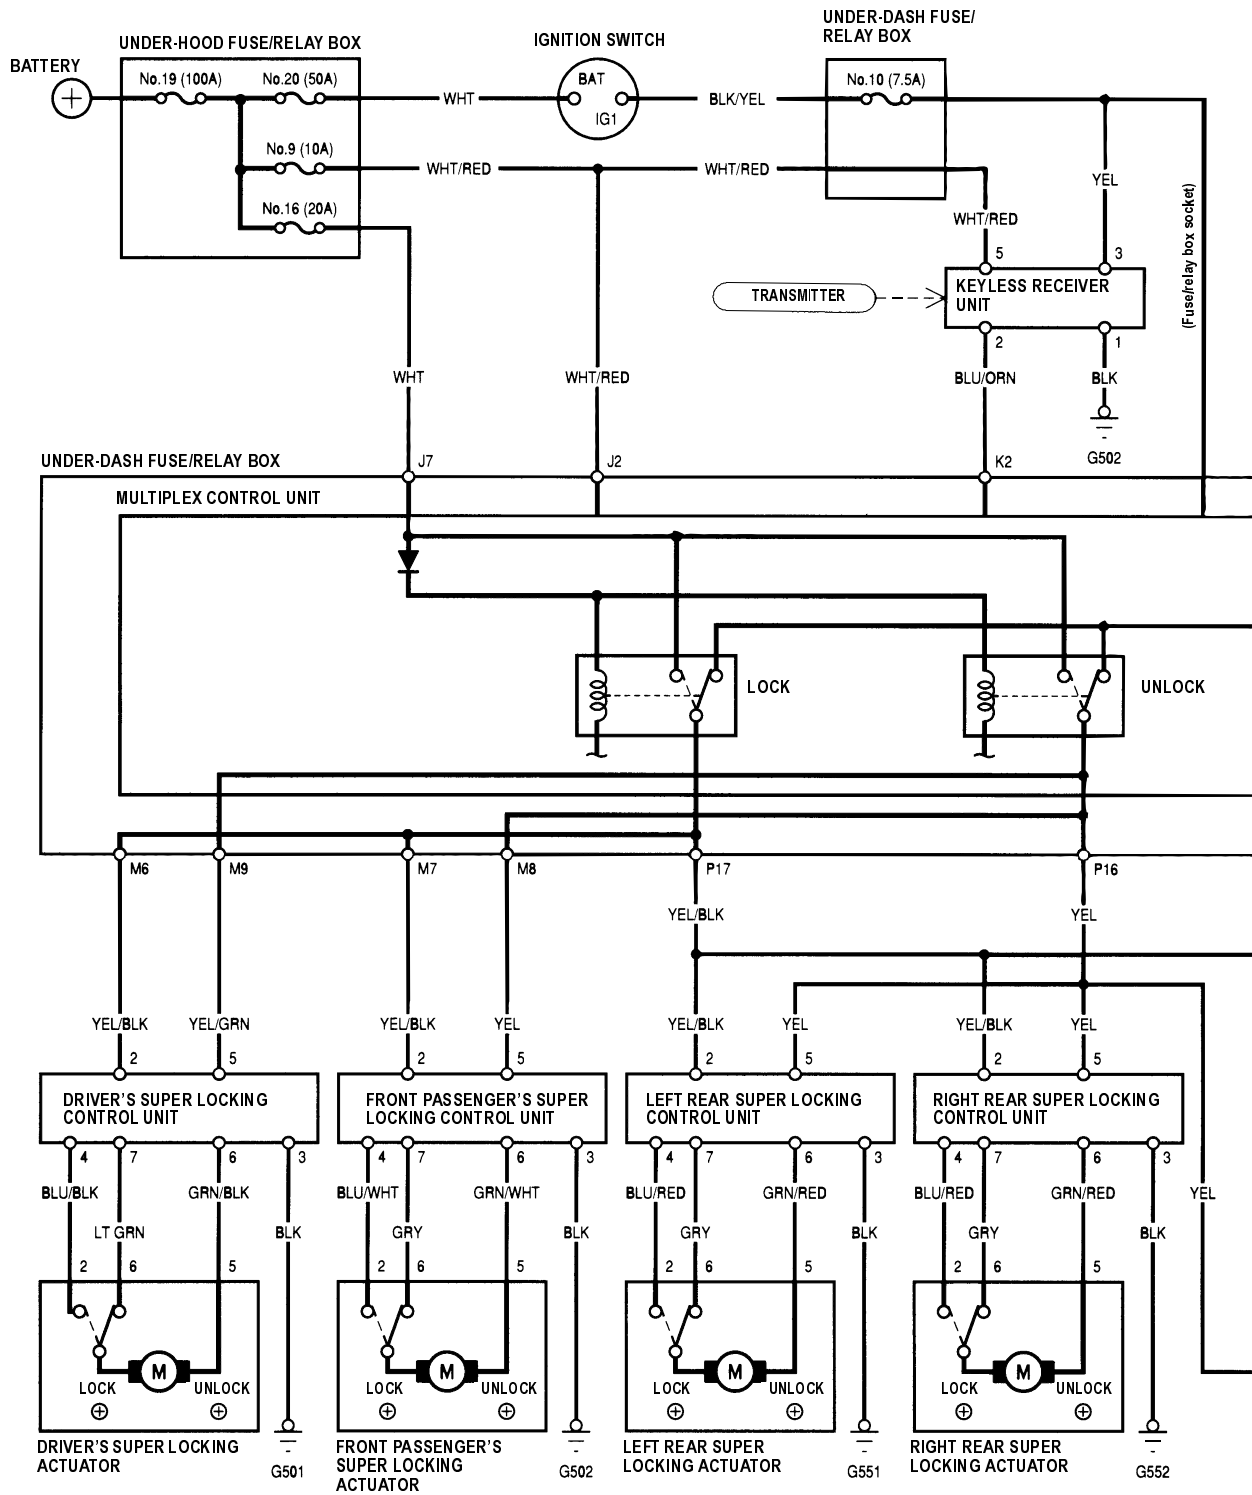 UNDER-DASH FUSE/
RELAY BOX
UNDER-HOOD FUSE/RELAY BOX
IGNITION SWITCH
BATTERY
No.19 (100A)
No.20 (50A)
WHT
BAT
IG1
BLK/YEL
No.10 (7.5A)
No.9 (10A)
WHT/RED
WHT/RED
YEL
No.16 (20A)
WHT/RED
(Fuse/relay box socket)
5
3
TRANSMITTER
KEYLESS RECEIVER
UNIT
2
1
WHT
WHT/RED
BLU/ORN
BLK
G502
UNDER-DASH FUSE/RELAY BOX
J7
J2
K2
MULTIPLEX CONTROL UNIT
LOCK
UNLOCK
M6
M9
M7
M8
P17
P16
YEL/BLK
YEL
YEL/BLK
YEL/GRN
YEL/BLK
YEL
YEL/BLK
YEL
YEL/BLK
YEL
2
5
2
5
2
5
2
5
DRIVER'S SUPER LOCKING
CONTROL UNIT
FRONT PASSENGER'S SUPER
LOCKING CONTROL UNIT
LEFT REAR SUPER LOCKING
CONTROL UNIT
RIGHT REAR SUPER LOCKING
CONTROL UNIT
4
7
6
3
4
7
6
3
4
7
6
3
4
7
6
3
BLU/BLK
GRN/BLK
BLU/WHT
GRN/WHT
BLU/RED
GRN/RED
BLU/RED
GRN/RED
YEL
LT GRN
BLK
GRY
BLK
GRY
BLK
GRY
BLK
2
6
5
2
6
5
2
6
5
2
6
5
M
M
M
M
LOCK
UNLOCK
LOCK
UNLOCK
LOCK
UNLOCK
LOCK
UNLOCK
DRIVER'S SUPER LOCKING
ACTUATOR
G501
FRONT PASSENGER'S
SUPER LOCKING
ACTUATOR
G502
LEFT REAR SUPER
LOCKING ACTUATOR
G551
RIGHT REAR SUPER
LOCKING ACTUATOR
G552